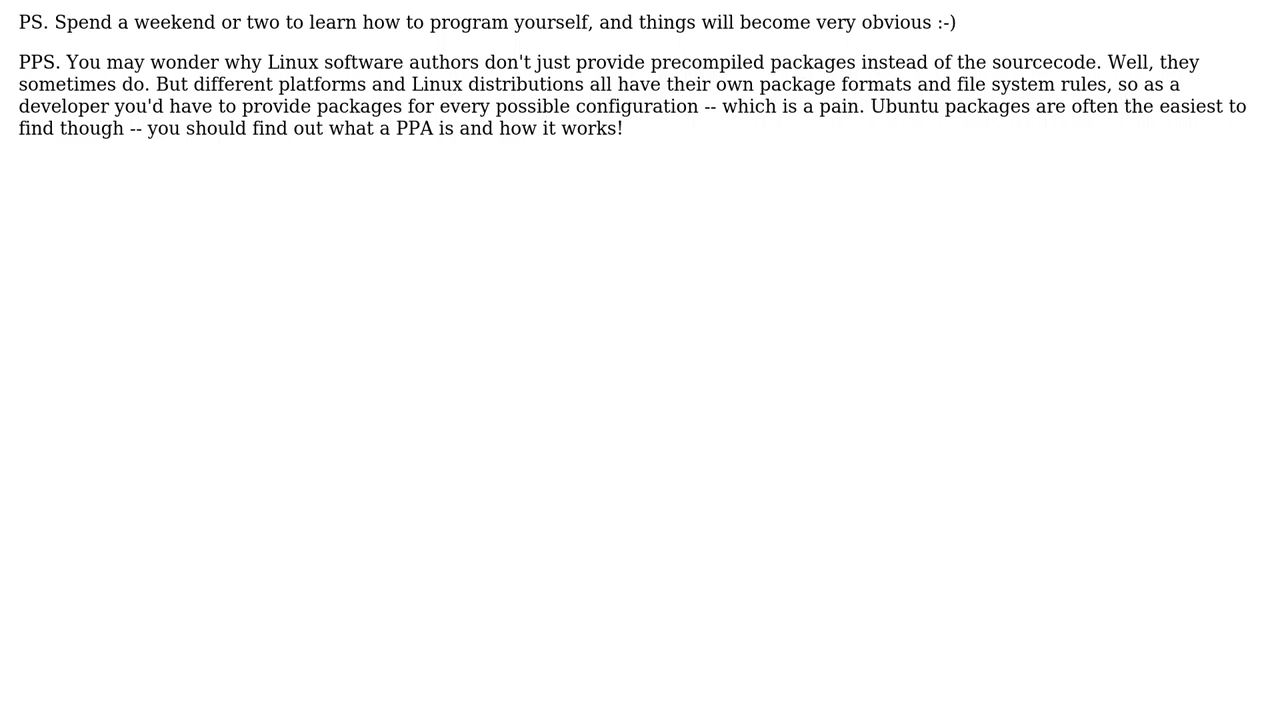 PS. Spend a weekend or two to learn how to program yourself, and things will become very obvious :-)
PPS. You may wonder why Linux software authors don't just provide precompiled packages instead of the sourcecode. Well, they
sometimes do. But different platforms and Linux distributions all have their own package formats and file system rules, so as a
developer you'd have to provide packages for every possible configuration -- which is a pain. Ubuntu packages are often the easiest to
find though -- you should find out what a PPA is and how it works!